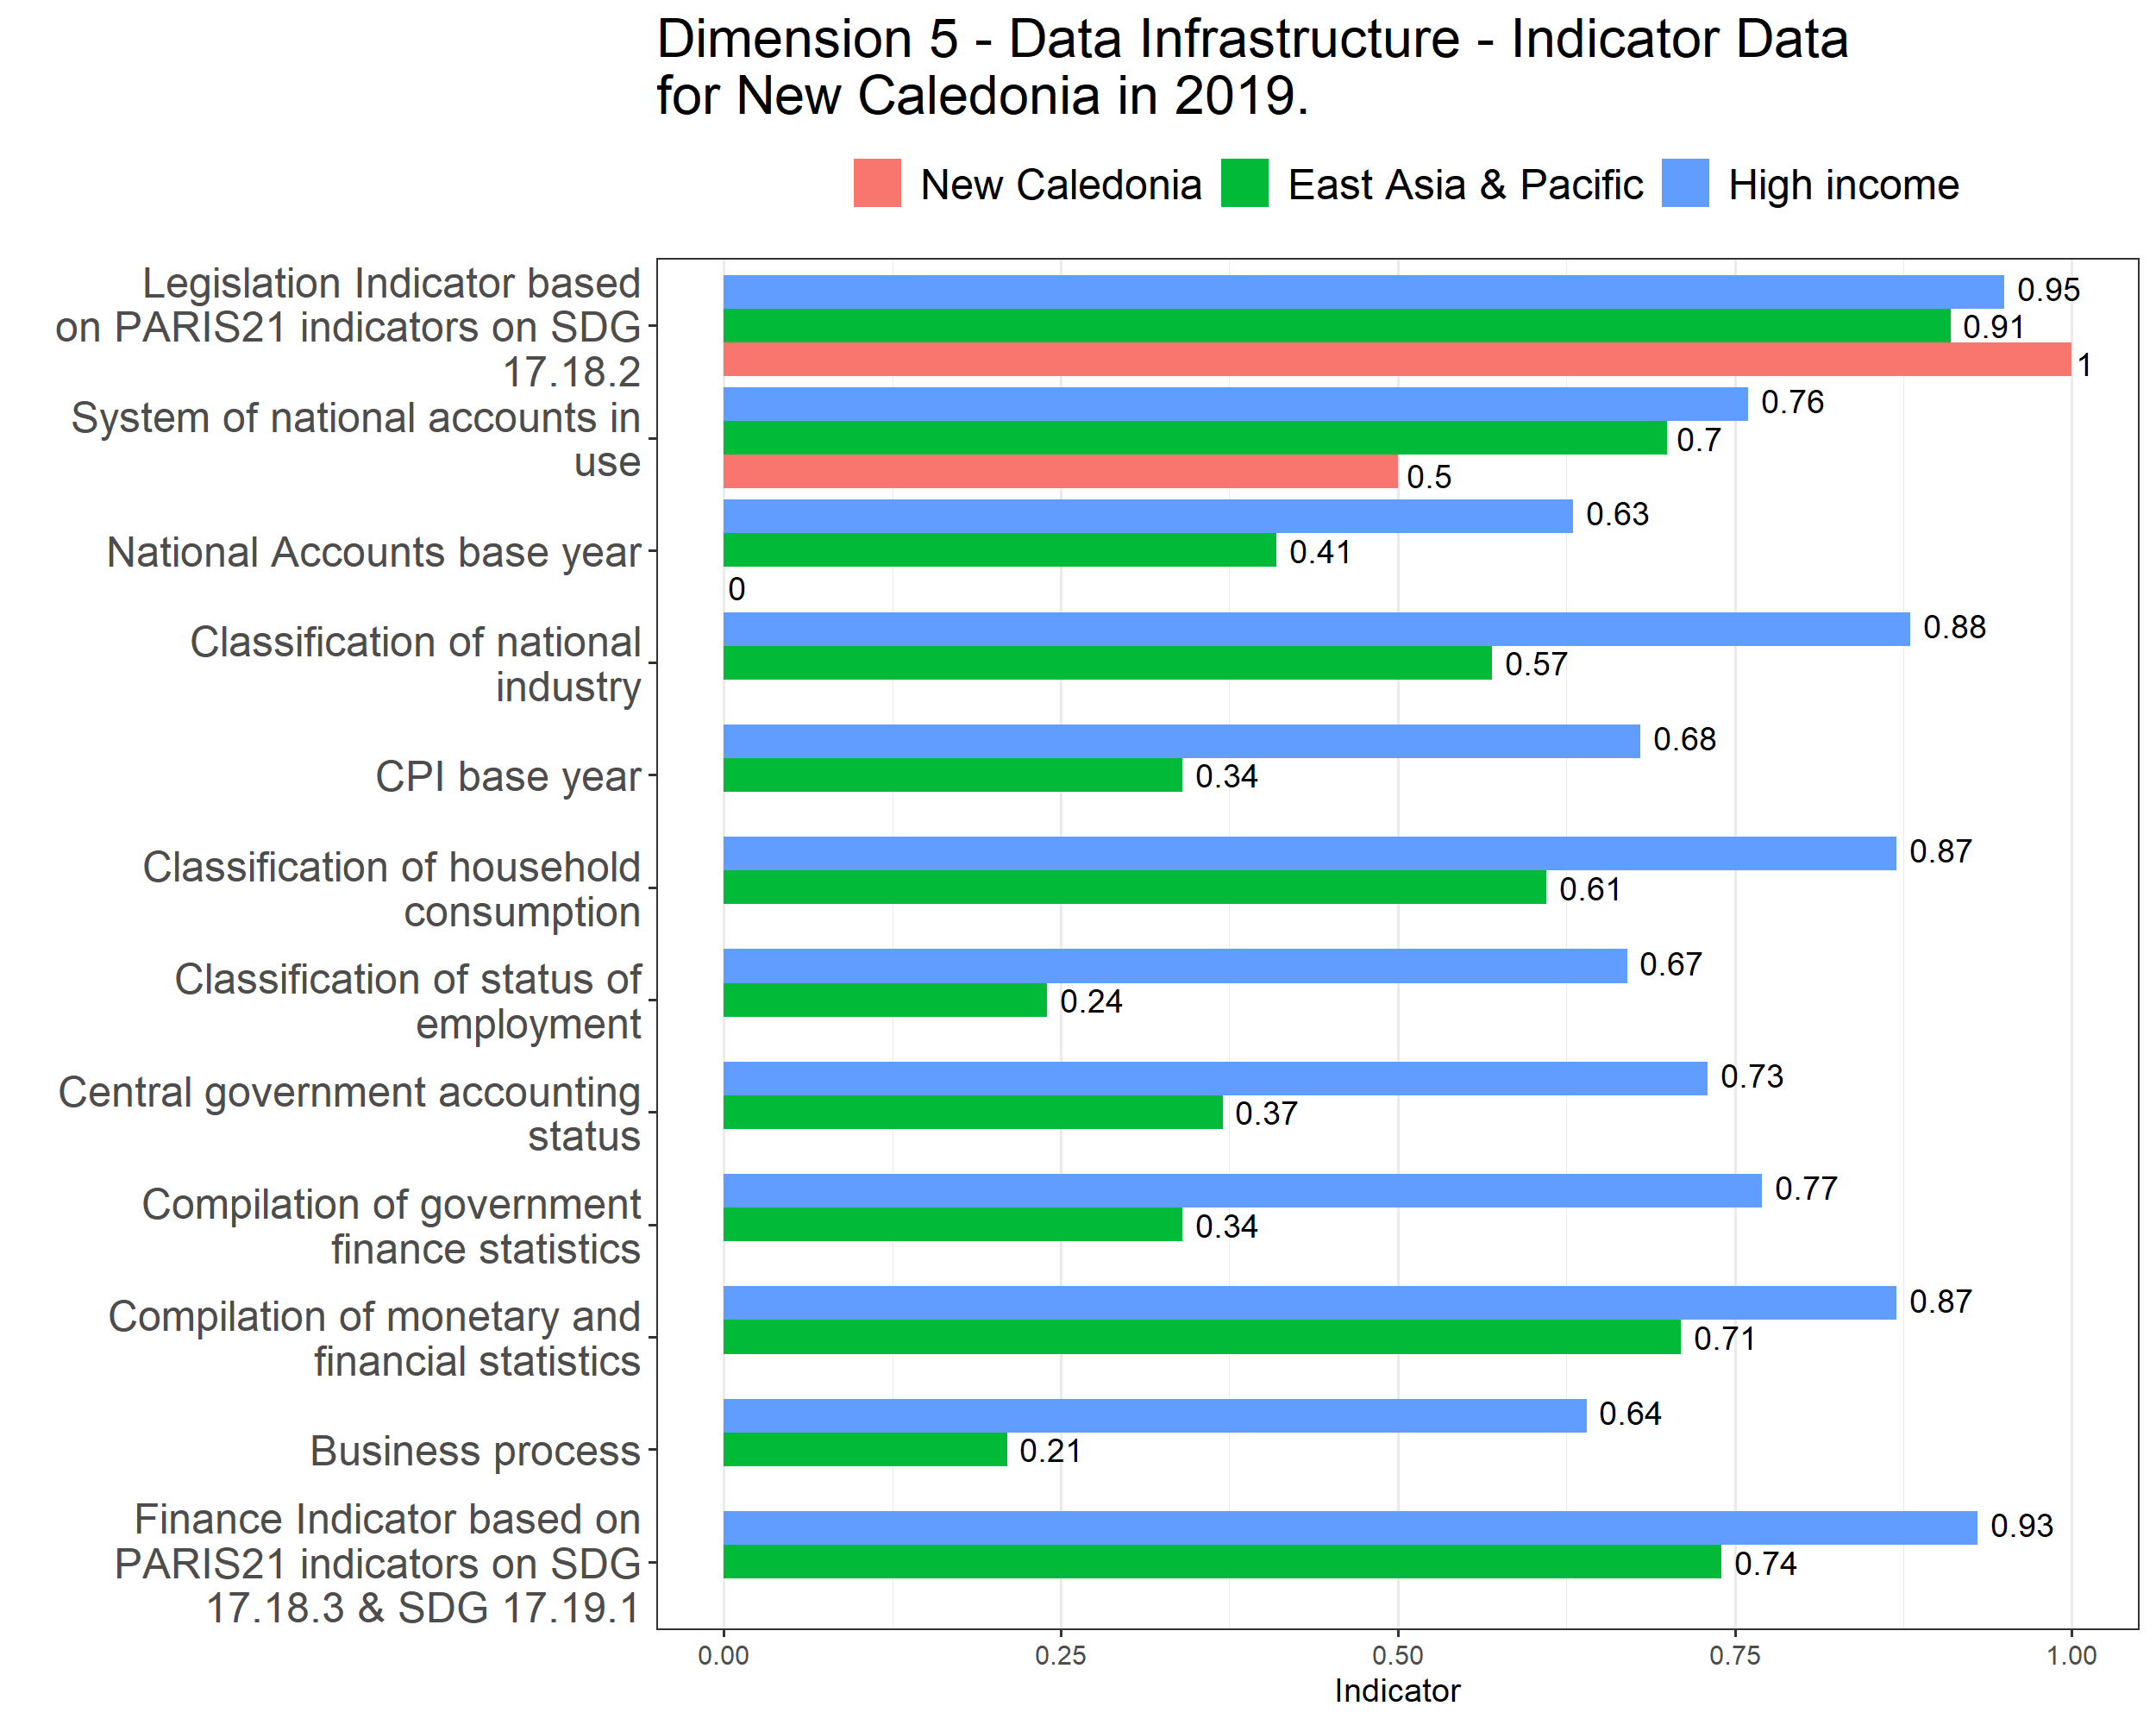 Dimension 5 - Data Infrastructure - Indicator Data
for New Caledonia in 2019.
New Caledonia East Asia & Pacific High income
Legislation Indicator based
on PARIS21 indicators on SDG
17.18.2
0.95
0.91
1
System of national accounts in
use
0.76
0.7
0.5
National Accounts base year
0.63
0.41
0
Classification of national
industry
0.88
0.57
CPI base year
0.68
0.34
Classification of household
consumption
0.87
0.61
Classification of status of
employment
0.67
0.24
Central government accounting
status
0.73
0.37
Compilation of government
finance statistics
0.77
0.34
Compilation of monetary and
financial statistics
0.87
0.71
Business process
0.64
0.21
Finance Indicator based on
PARIS21 indicators on SDG
17.18.3 & SDG 17.19.1
0.93
0.74
0.00 0.25 0.50 0.75 1.00
Indicator